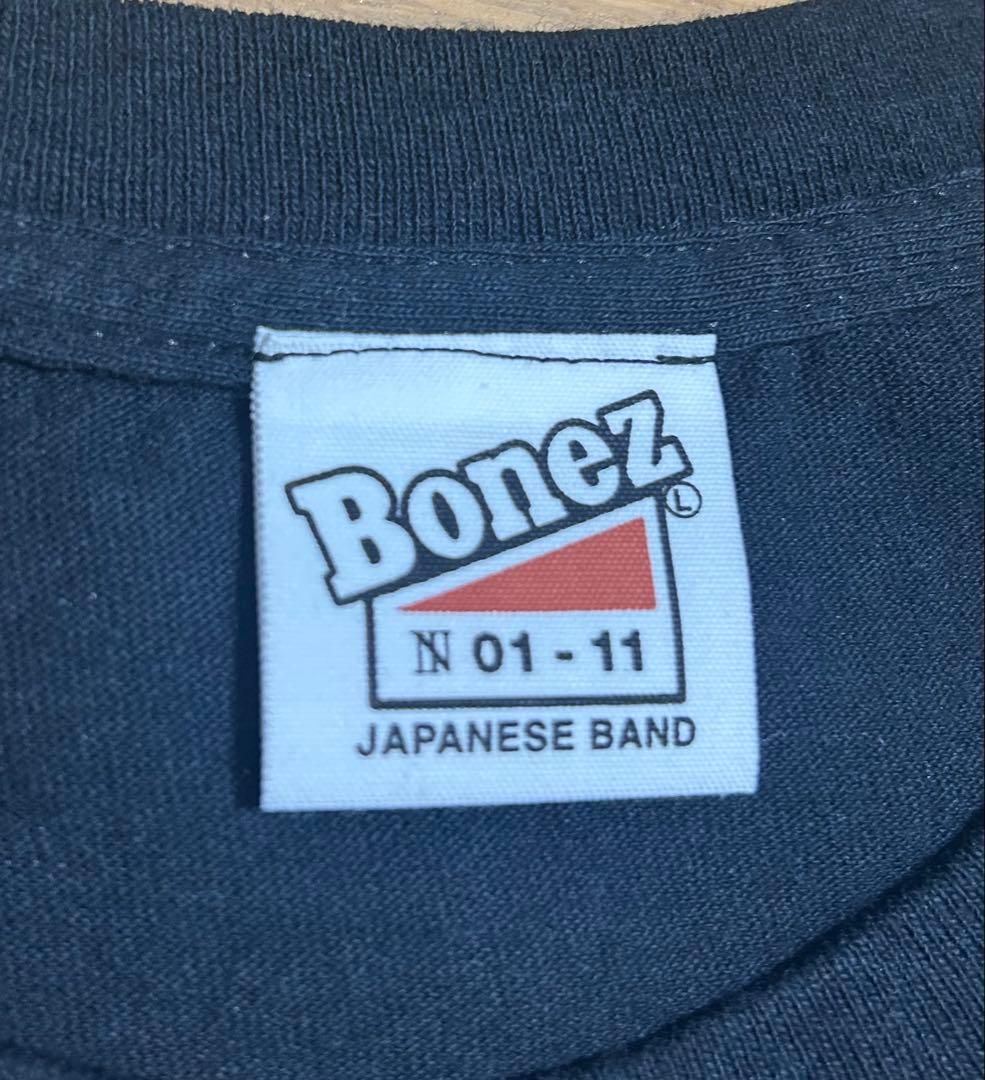 Bonez
L
N 01 - 11
JAPANESE BAND